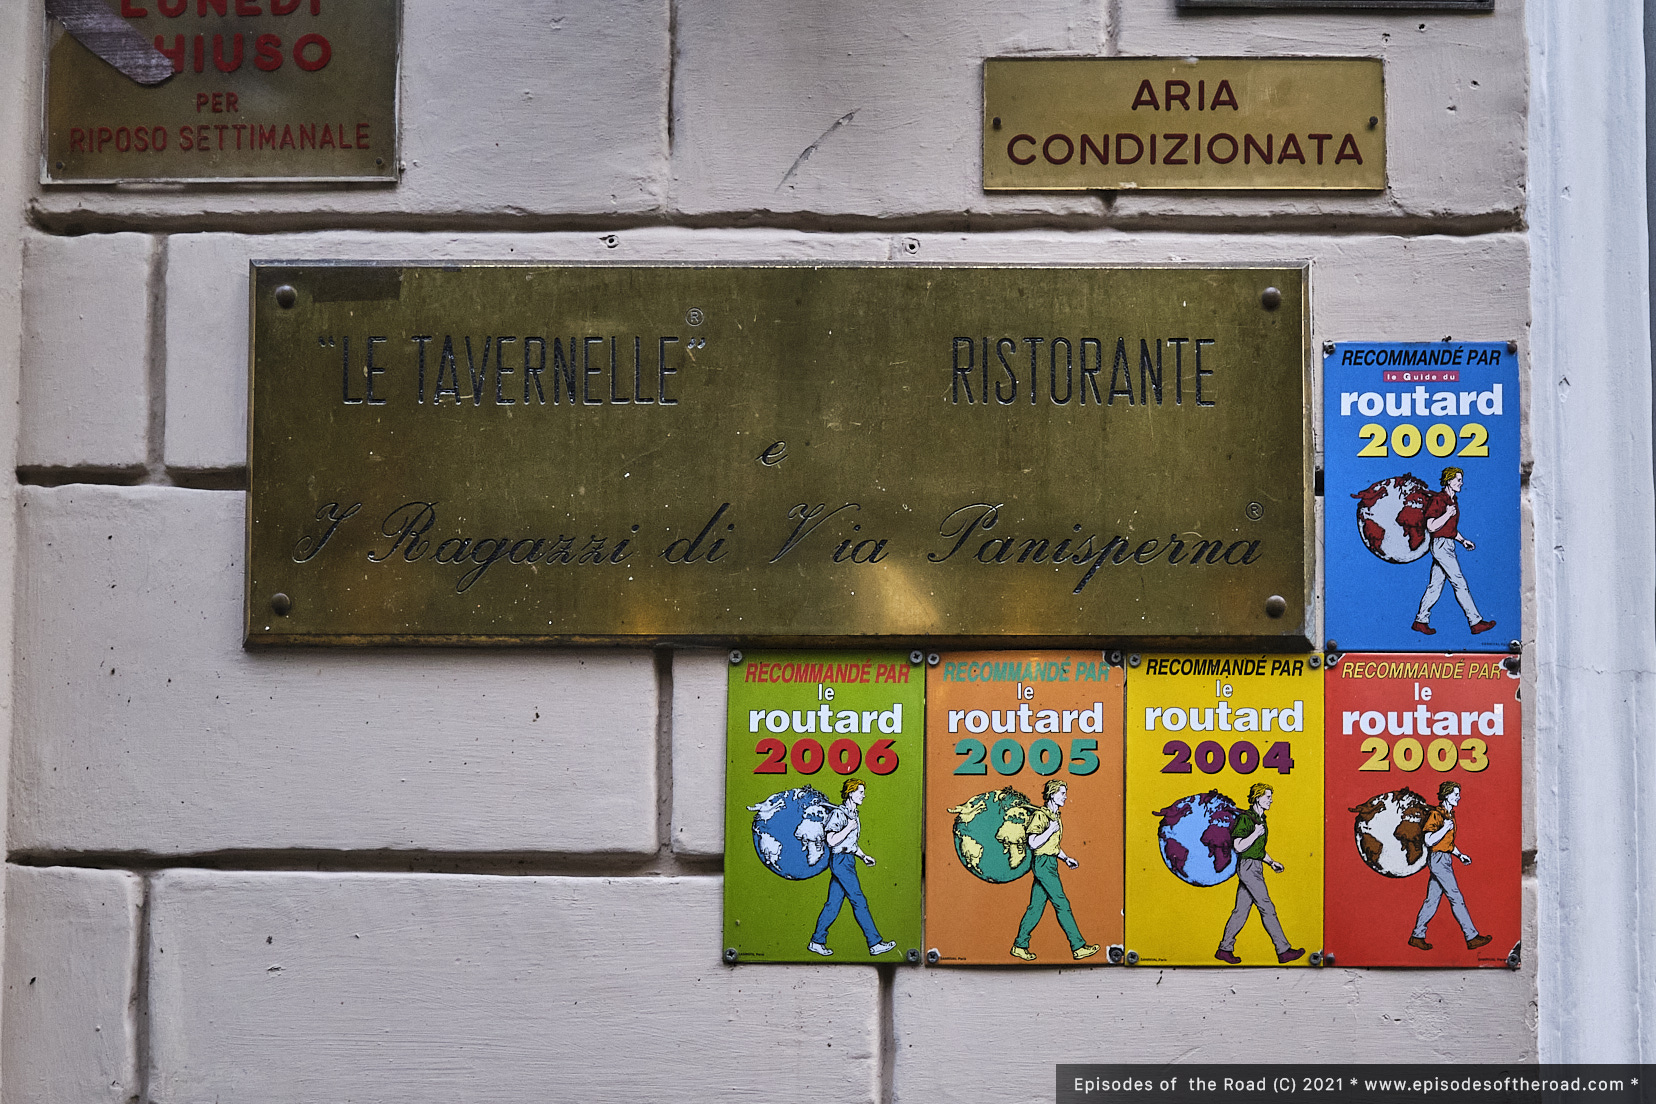 LUNEDI
CHIUSO
PER
RIPOSO SETTIMANALE
ARIA
CONDIZIONATA
"LE TAVERNELLE"® RISTORANTE
e
I Ragazzi di Via Panisperna®
RECOMMANDÉ PAR
le Guide du
routard
2002
RECOMMANDÉ PAR
le
routard
2006
RECOMMANDÉ PAR
le
routard
2005
RECOMMANDÉ PAR
le
routard
2004
RECOMMANDÉ PAR
le
routard
2003
Episodes of the Road (C) 2021 * www.episodesoftheroad.com *